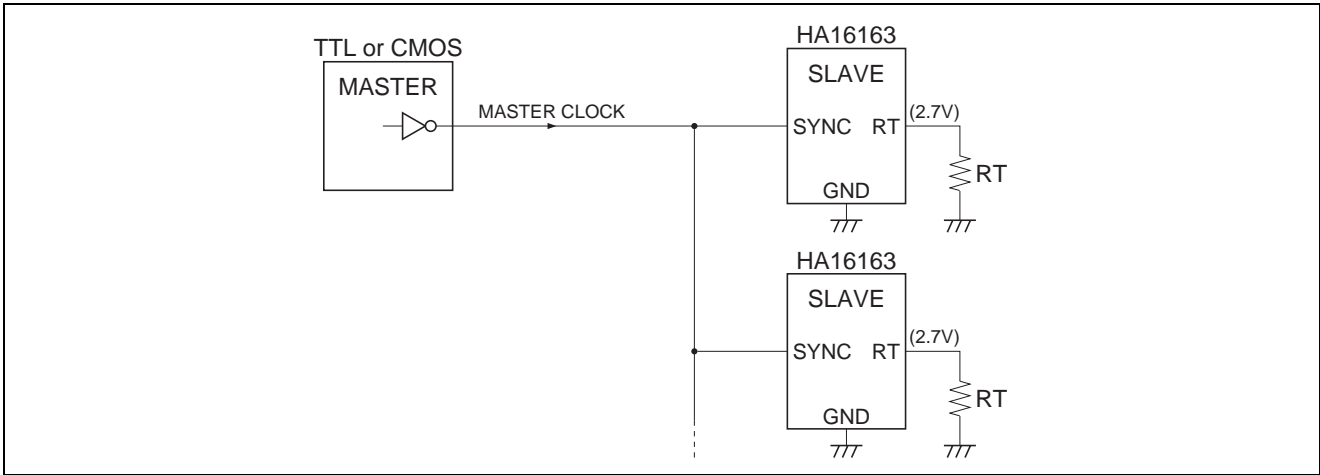 TTL or CMOS
MASTER
MASTER CLOCK
HA16163
SLAVE
SYNC RT
(2.7V)
RT
GND
HA16163
SLAVE
SYNC RT
(2.7V)
RT
GND